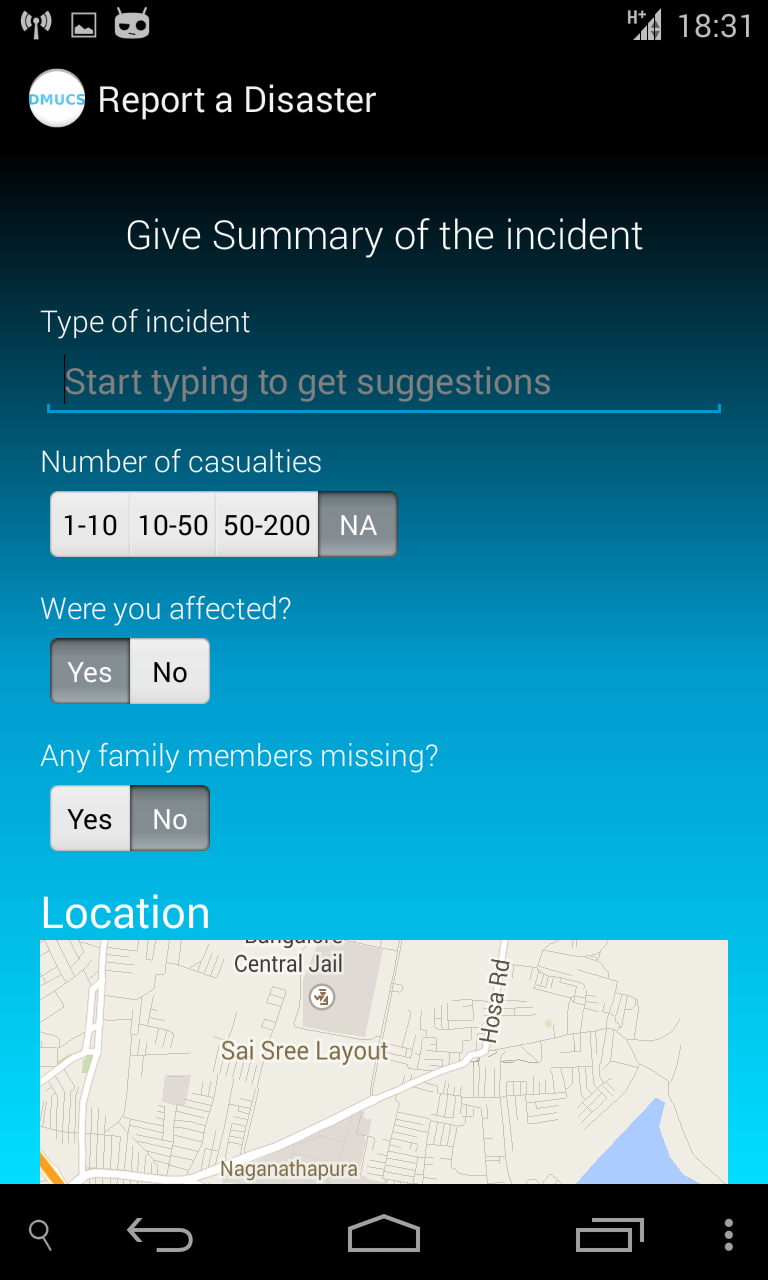 H+ 18:31
DMUCS Report a Disaster
Give Summary of the incident
Type of incident
Start typing to get suggestions
Number of casualties
1-10 10-50 50-200 NA
Were you affected?
Yes No
Any family members missing?
Yes No
Location
Bangalore
Central Jail
Hosa Rd
Sai Sree Layout
Naganathapura